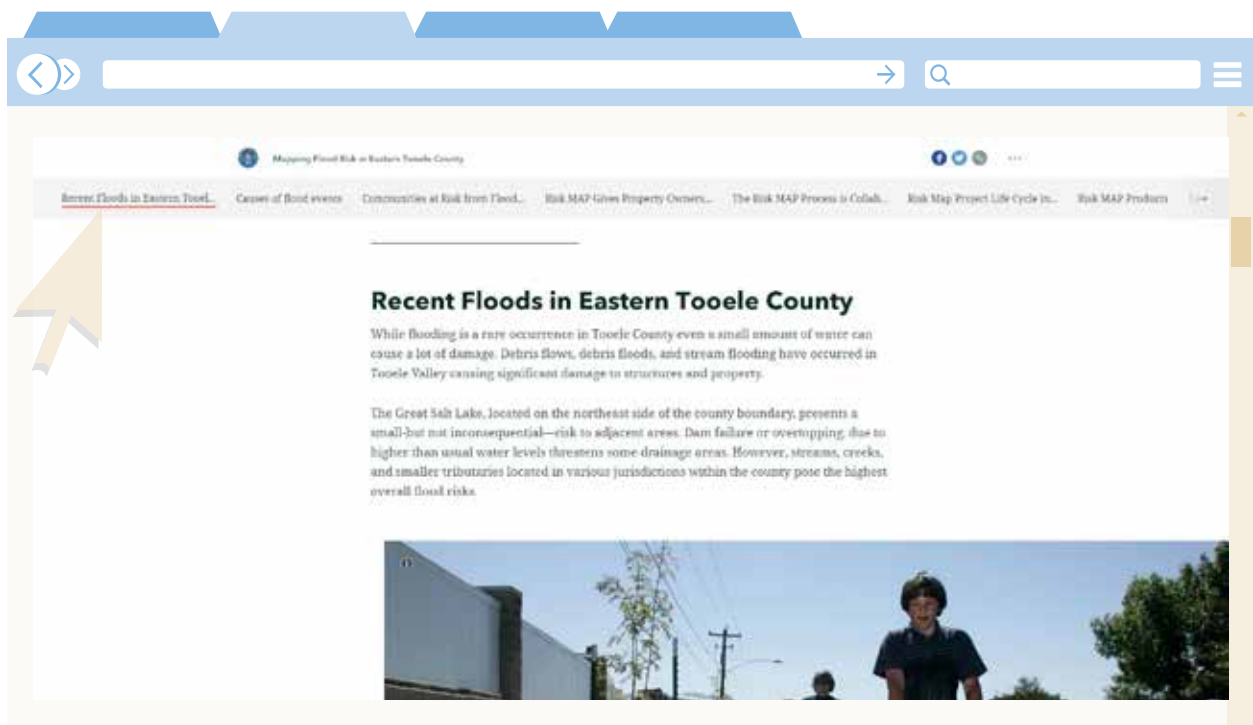 Mapping Flood Risk in Eastern Tooele County
Recent Floods in Eastern Tooel... Causes of flood events Communities at Risk from Flood... Risk MAP Gives Property Owners... The Risk MAP Process is Collab... Risk Map Project Life Cycle in... Risk MAP Products
Recent Floods in Eastern Tooele County
While flooding is a rare occurrence in Tooele County even a small amount of water can
cause a lot of damage. Debris flows, debris floods, and stream flooding have occurred in
Tooele Valley causing significant damage to structures and property.
The Great Salt Lake, located on the northeast side of the county boundary, presents a
small-but not inconsequential—risk to adjacent areas. Dam failure or overtopping, due to
higher than usual water levels threatens some drainage areas. However, streams, creeks,
and smaller tributaries located in various jurisdictions within the county pose the highest
overall flood risks.